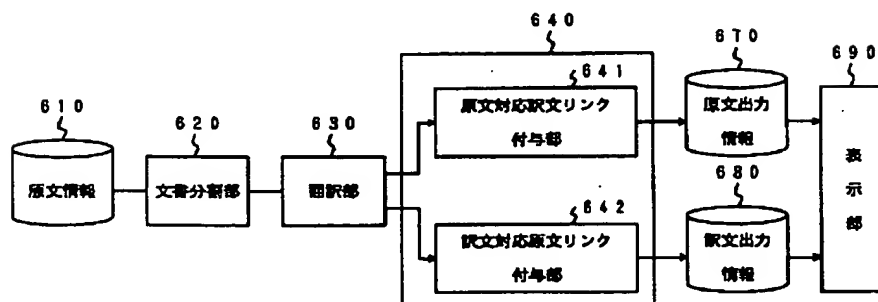 640
610
620
630
641
670
690
原文情報
文書分割部
翻訳部
原文対応訳文リンク
付与部
原文出力
情報
表
示
部
642
680
訳文対応原文リンク
付与部
訳文出力
情報